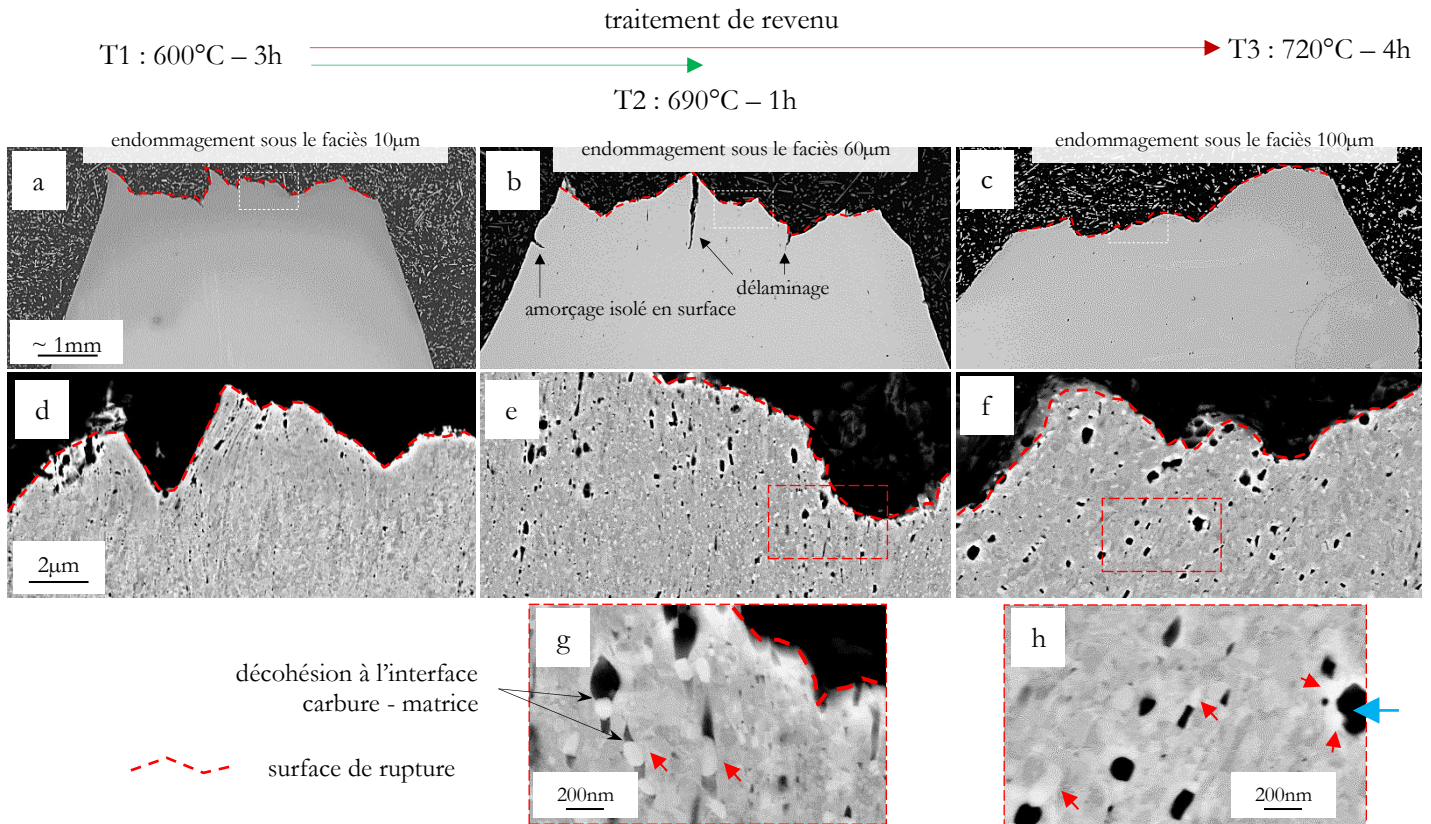 traitement de revenu
T1 : 600°C – 3h
T3 : 720°C – 4h
T2 : 690°C – 1h
endommagement sous le faciès 10µm
endommagement sous le faciès 60µm
endommagement sous le faciès 100µm
a
b
c
délaminage
amorçage isolé en surface
~ 1mm
d
e
f
2µm
g
h
décohésion à l'interface
carbure - matrice
surface de rupture
200nm
200nm